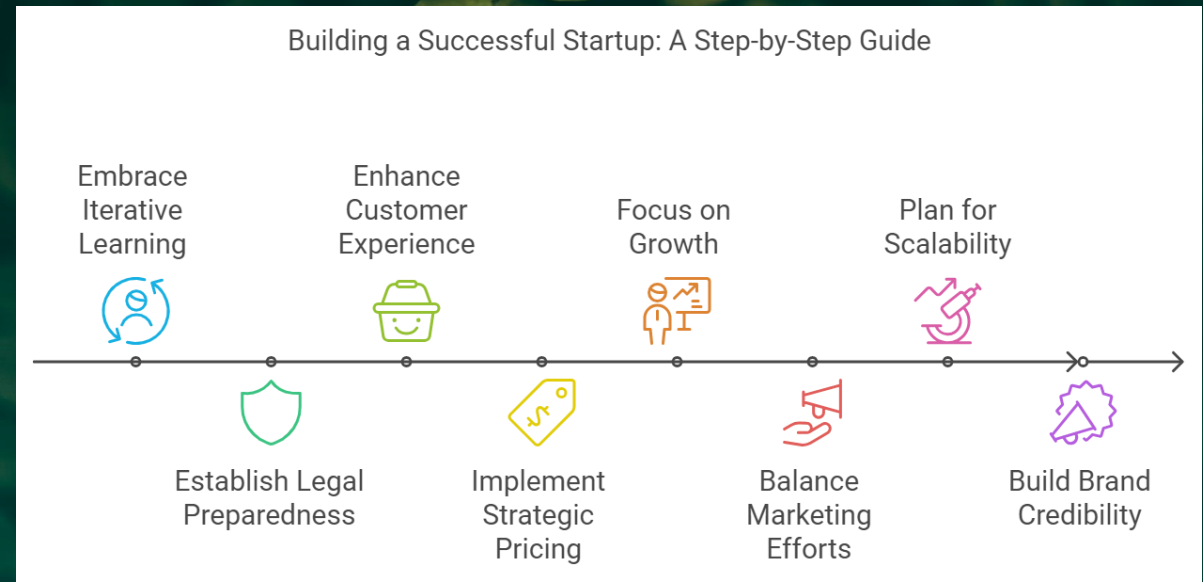 Building a Successful Startup: A Step-by-Step Guide
Embrace
Iterative
Learning
Establish Legal
Preparedness
Enhance
Customer
Experience
Implement
Strategic
Pricing
Focus on
Growth
Balance
Marketing
Efforts
Plan for
Scalability
Build Brand
Credibility